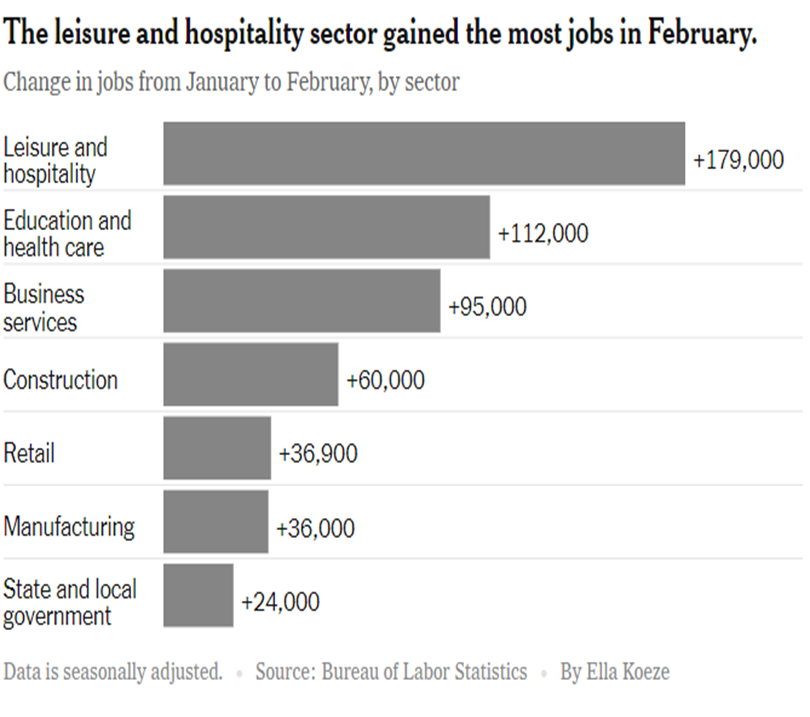 The leisure and hospitality sector gained the most jobs in February.
Change in jobs from January to February, by sector
Leisure and
hospitality
+179,000
Education and
health care
+112,000
Business
services
+95,000
Construction
+60,000
Retail
+36,900
Manufacturing
+36,000
State and local
government
+24,000
Data is seasonally adjusted. • Source: Bureau of Labor Statistics • By Ella Koeze